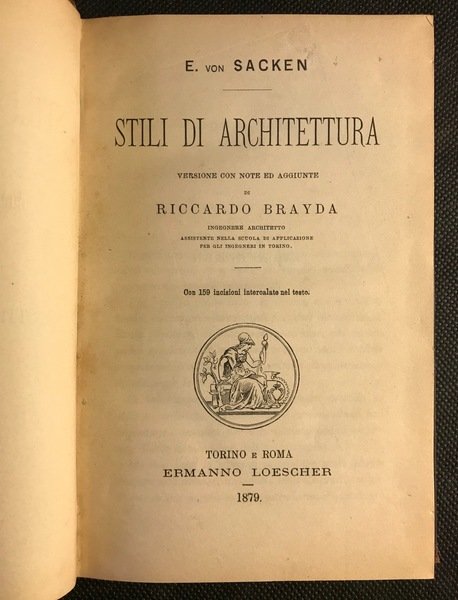 E. VON SACKEN
STILI DI ARCHITETTURA
VERSIONE CON NOTE ED AGGIUNTE
DI
RICCARDO BRAYDA
INGEGNERE ARCHITETTO
ASSISTENTE NELLA SCUOLA DI APPLICAZIONE
PER GLI INGEGNERI IN TORINO.
Con 159 incisioni intercalate nel testo.
TORINO E ROMA
ERMANNO LOESCHER
1879.